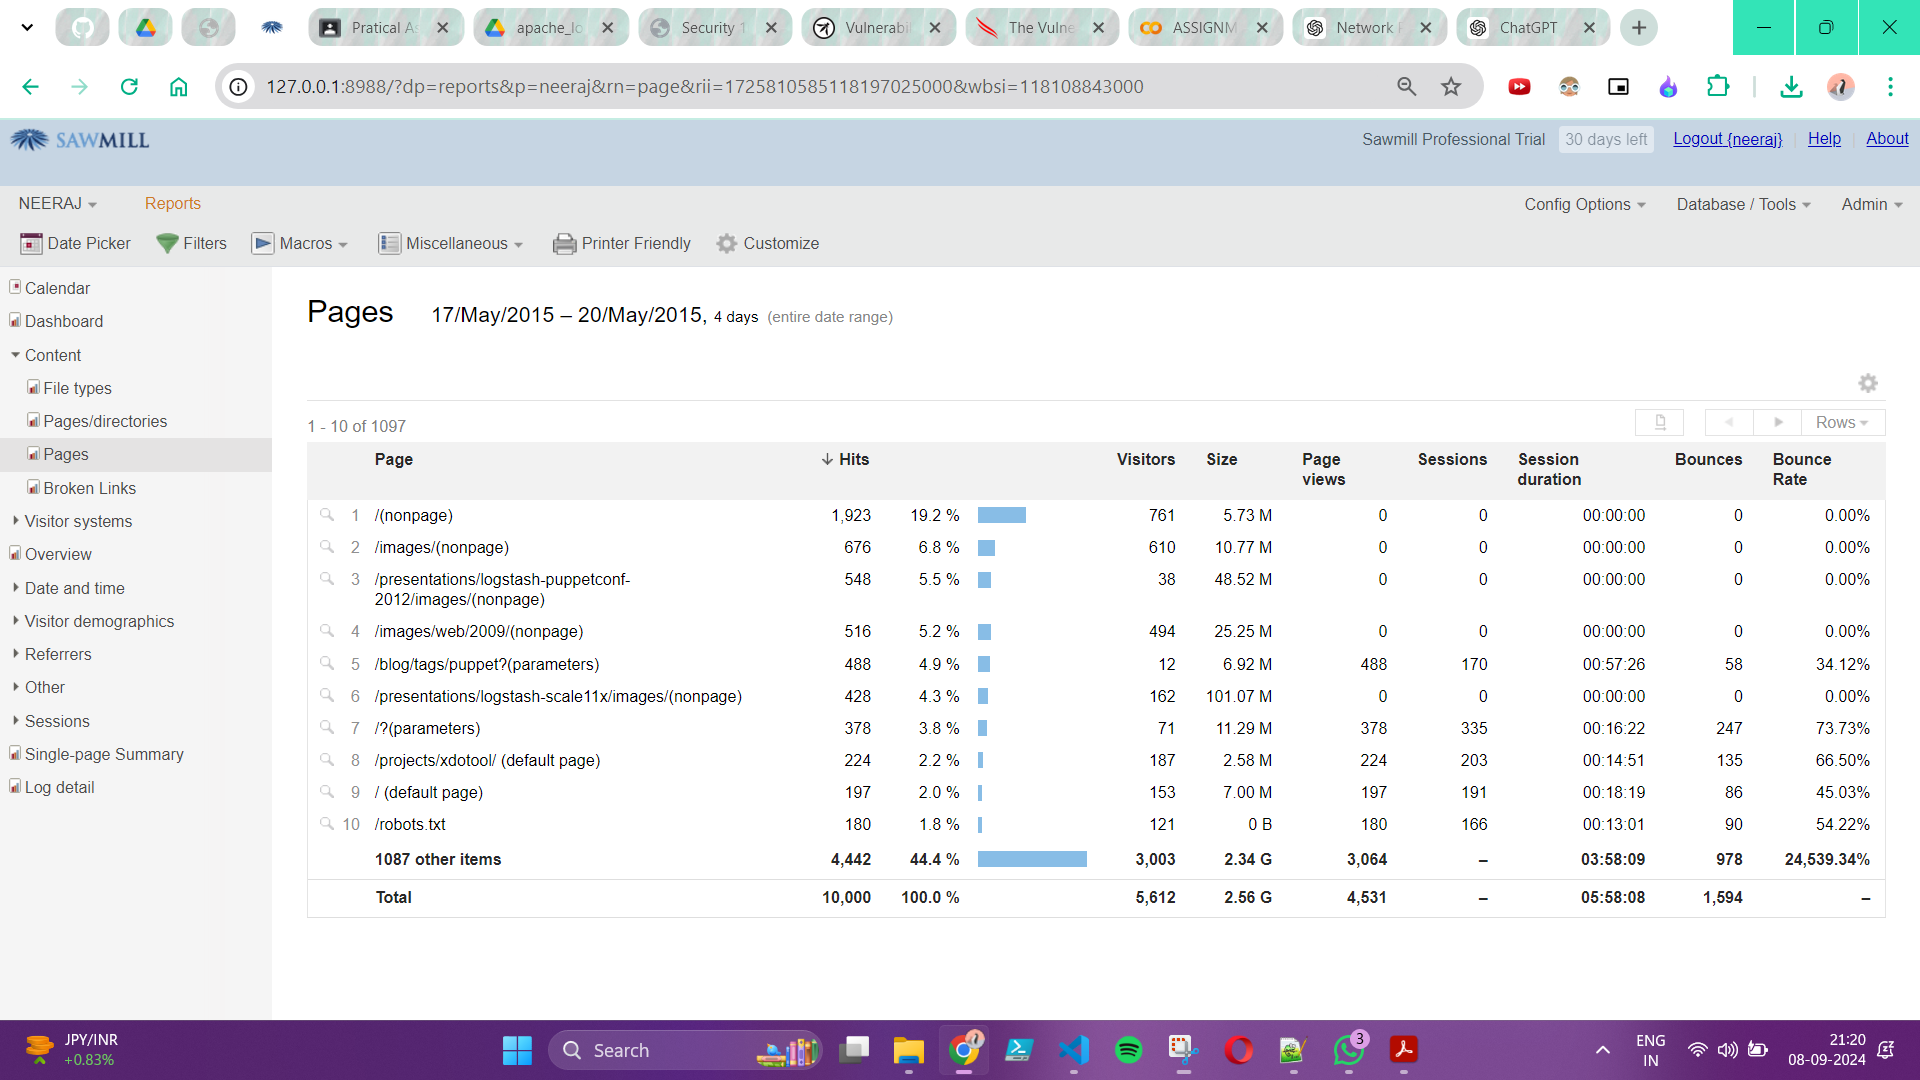 Pratical As
apache_lo
Security 1
Vulnerabil
The Vulne
ASSIGNM
Network F
ChatGPT
127.0.0.1:8988/?dp=reports&p=neeraj&rn=page&rii=1725810585118197025000&wbsi=118108843000
SAWMILL
Sawmill Professional Trial 30 days left Logout {neeraj} Help About
NEERAJ Reports Config Options Database / Tools Admin
Date Picker Filters Macros Miscellaneous Printer Friendly Customize
Calendar
Dashboard
Content
File types
Pages/directories
Pages
Broken Links
Visitor systems
Overview
Date and time
Visitor demographics
Referrers
Other
Sessions
Single-page Summary
Log detail
Pages 17/May/2015 – 20/May/2015, 4 days (entire date range)
1 - 10 of 1097 Rows
Page Hits Visitors Size Page views Sessions Session duration Bounces Bounce Rate
1 /(nonpage) 1,923 19.2 % 761 5.73 M 0 0 00:00:00 0 0.00%
2 /images/(nonpage) 676 6.8 % 610 10.77 M 0 0 00:00:00 0 0.00%
3 /presentations/logstash-puppetconf-2012/images/(nonpage) 548 5.5 % 38 48.52 M 0 0 00:00:00 0 0.00%
4 /images/web/2009/(nonpage) 516 5.2 % 494 25.25 M 0 0 00:00:00 0 0.00%
5 /blog/tags/puppet?(parameters) 488 4.9 % 12 6.92 M 488 170 00:57:26 58 34.12%
6 /presentations/logstash-scale11x/images/(nonpage) 428 4.3 % 162 101.07 M 0 0 00:00:00 0 0.00%
7 /?(parameters) 378 3.8 % 71 11.29 M 378 335 00:16:22 247 73.73%
8 /projects/xdotool/ (default page) 224 2.2 % 187 2.58 M 224 203 00:14:51 135 66.50%
9 / (default page) 197 2.0 % 153 7.00 M 197 191 00:18:19 86 45.03%
10 /robots.txt 180 1.8 % 121 0 B 180 166 00:13:01 90 54.22%
1087 other items 4,442 44.4 % 3,003 2.34 G 3,064 – 03:58:09 978 24,539.34%
Total 10,000 100.0 % 5,612 2.56 G 4,531 – 05:58:08 1,594 –
JPY/INR
+0.83%
Search
3
ENG
IN
21:20
08-09-2024